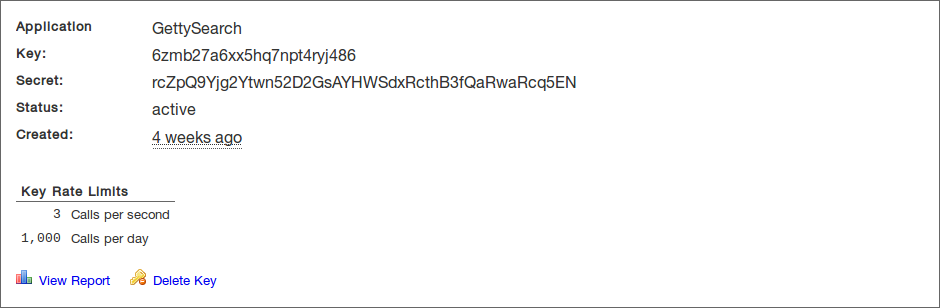 Application GettySearch
Key: 6zmb27a6xx5hq7npt4ryj486
Secret: rcZpQ9Yjg2Ytwn52D2GsAYHWSdxRcthB3fQaRwaRcq5EN
Status: active
Created: 4 weeks ago
Key Rate Limits
3 Calls per second
1,000 Calls per day
View Report Delete Key